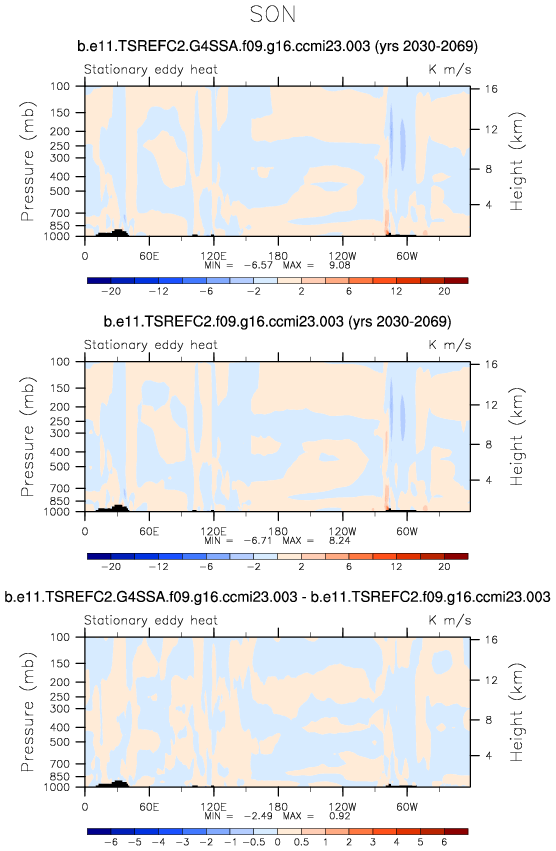 SON
b.e11.TSREFC2.G4SSA.f09.g16.ccmi23.003 (yrs 2030-2069)
Stationary eddy heat K m/s
Pressure (mb)
100
150
200
250
300
400
500
700
850
1000
16
12
8
4
Height (km)
0 60E 120E 180 120W 60W
MIN = -6.57 MAX = 9.08
-20 -12 -6 -2 2 6 12 20
b.e11.TSREFC2.f09.g16.ccmi23.003 (yrs 2030-2069)
Stationary eddy heat K m/s
Pressure (mb)
100
150
200
250
300
400
500
700
850
1000
16
12
8
4
Height (km)
0 60E 120E 180 120W 60W
MIN = -6.71 MAX = 8.24
-20 -12 -6 -2 2 6 12 20
b.e11.TSREFC2.G4SSA.f09.g16.ccmi23.003 - b.e11.TSREFC2.f09.g16.ccmi23.003
Stationary eddy heat K m/s
Pressure (mb)
100
150
200
250
300
400
500
700
850
1000
16
12
8
4
Height (km)
0 60E 120E 180 120W 60W
MIN = -2.49 MAX = 0.92
-6 -5 -4 -3 -2 -1 -0.5 0 0.5 1 2 3 4 5 6